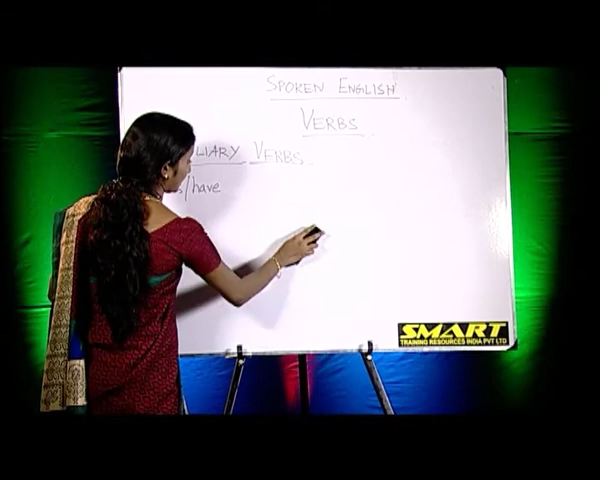 SPOKEN ENGLISH
VERBS
LIARY VERBS
s/have
SMART
TRAINING RESOURCES INDIA PVT LTD